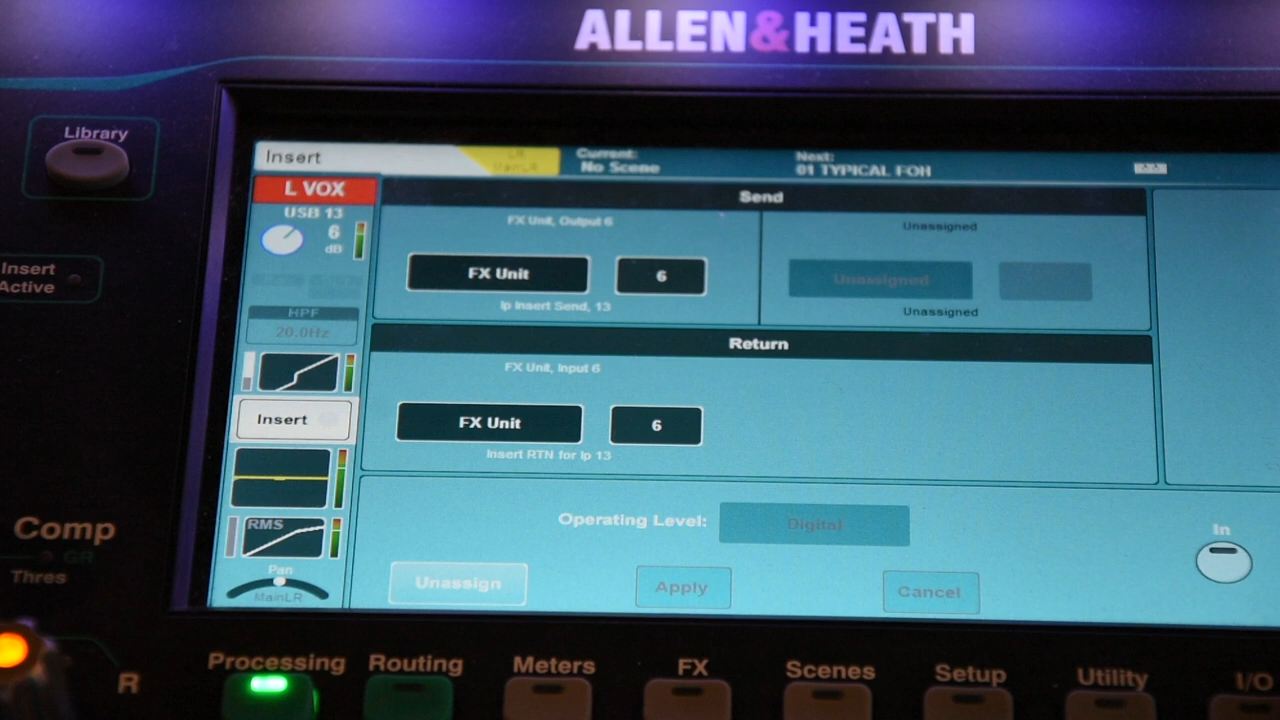 ALLEN&HEATH
Library
Insert
Active
Insert
LR
MainLR
Current:
No Scene
Next:
01 TYPICAL FOH
L VOX
USB 13
6
dB
HPF
20.0Hz
Insert
RMS
Pan
MainLR
Send
FX Unit, Output 6
FX Unit
6
Ip Insert Send, 13
Unassigned
Unassigned
Unassigned
Return
FX Unit, Input 6
FX Unit
6
Insert RTN for Ip 13
Operating Level:
Digital
In
Unassign
Apply
Cancel
Comp
GR
Thres
R
Processing
Routing
Meters
FX
Scenes
Setup
Utility
I/O